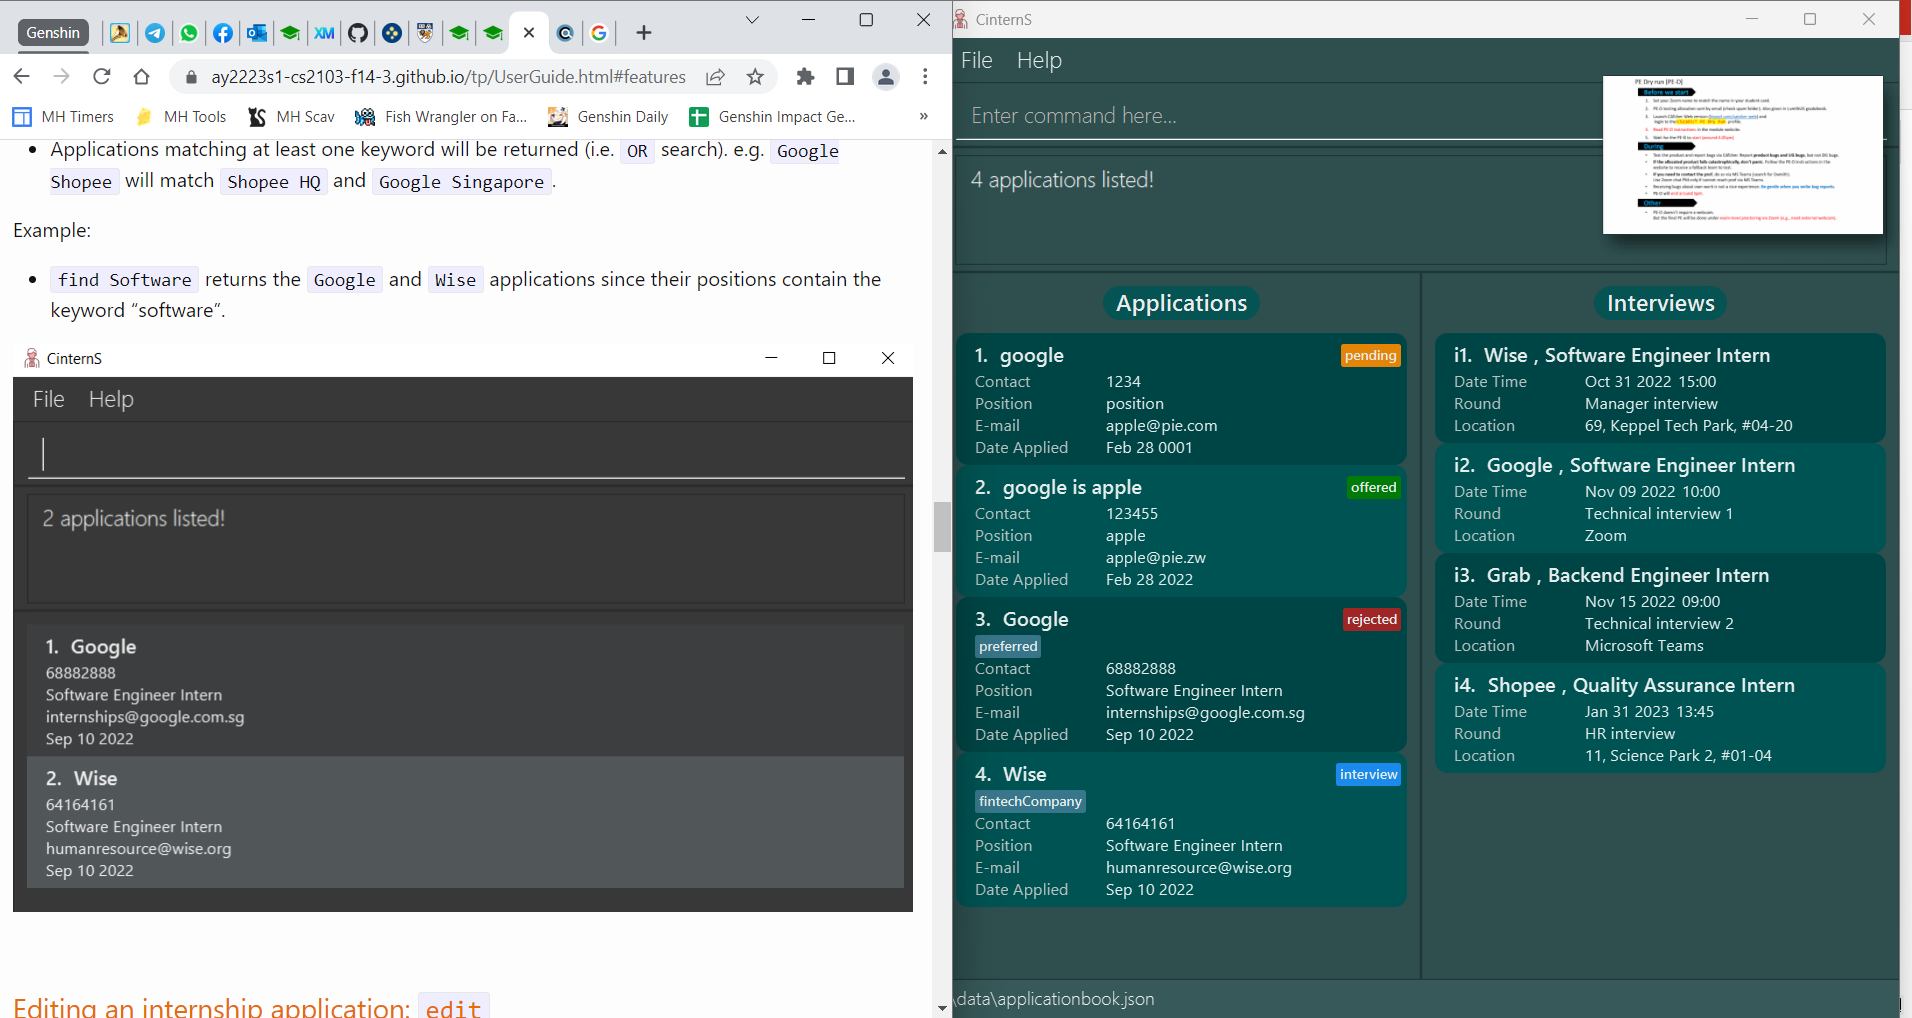 Genshin
XM
ay2223s1-cs2103-f14-3.github.io/tp/UserGuide.html#features
MH Timers
MH Tools
MH Scav
Fish Wrangler on Fa...
Genshin Daily
Genshin Impact Ge...
»
• Applications matching at least one keyword will be returned (i.e. OR search). e.g. Google
Shopee will match Shopee HQ and Google Singapore.
Example:
• find Software returns the Google and Wise applications since their positions contain the
keyword “software”.
CinternS
File Help
2 applications listed!
1. Google
68882888
Software Engineer Intern
internships@google.com.sg
Sep 10 2022
2. Wise
64164161
Software Engineer Intern
humanresource@wise.org
Sep 10 2022
Editing an internship application: edit
CinternS
File Help
Enter command here...
4 applications listed!
PE Dry run [PE-D]
Before we start
During
Other
Applications
1. google
pending
Contact 1234
Position position
E-mail apple@pie.com
Date Applied Feb 28 0001
2. google is apple
offered
Contact 123455
Position apple
E-mail apple@pie.zw
Date Applied Feb 28 2022
3. Google
rejected
preferred
Contact 68882888
Position Software Engineer Intern
E-mail internships@google.com.sg
Date Applied Sep 10 2022
4. Wise
interview
fintechCompany
Contact 64164161
Position Software Engineer Intern
E-mail humanresource@wise.org
Date Applied Sep 10 2022
Interviews
i1. Wise , Software Engineer Intern
Date Time Oct 31 2022 15:00
Round Manager interview
Location 69, Keppel Tech Park, #04-20
i2. Google , Software Engineer Intern
Date Time Nov 09 2022 10:00
Round Technical interview 1
Location Zoom
i3. Grab , Backend Engineer Intern
Date Time Nov 15 2022 09:00
Round Technical interview 2
Location Microsoft Teams
i4. Shopee , Quality Assurance Intern
Date Time Jan 31 2023 13:45
Round HR interview
Location 11, Science Park 2, #01-04
\data\applicationbook.json